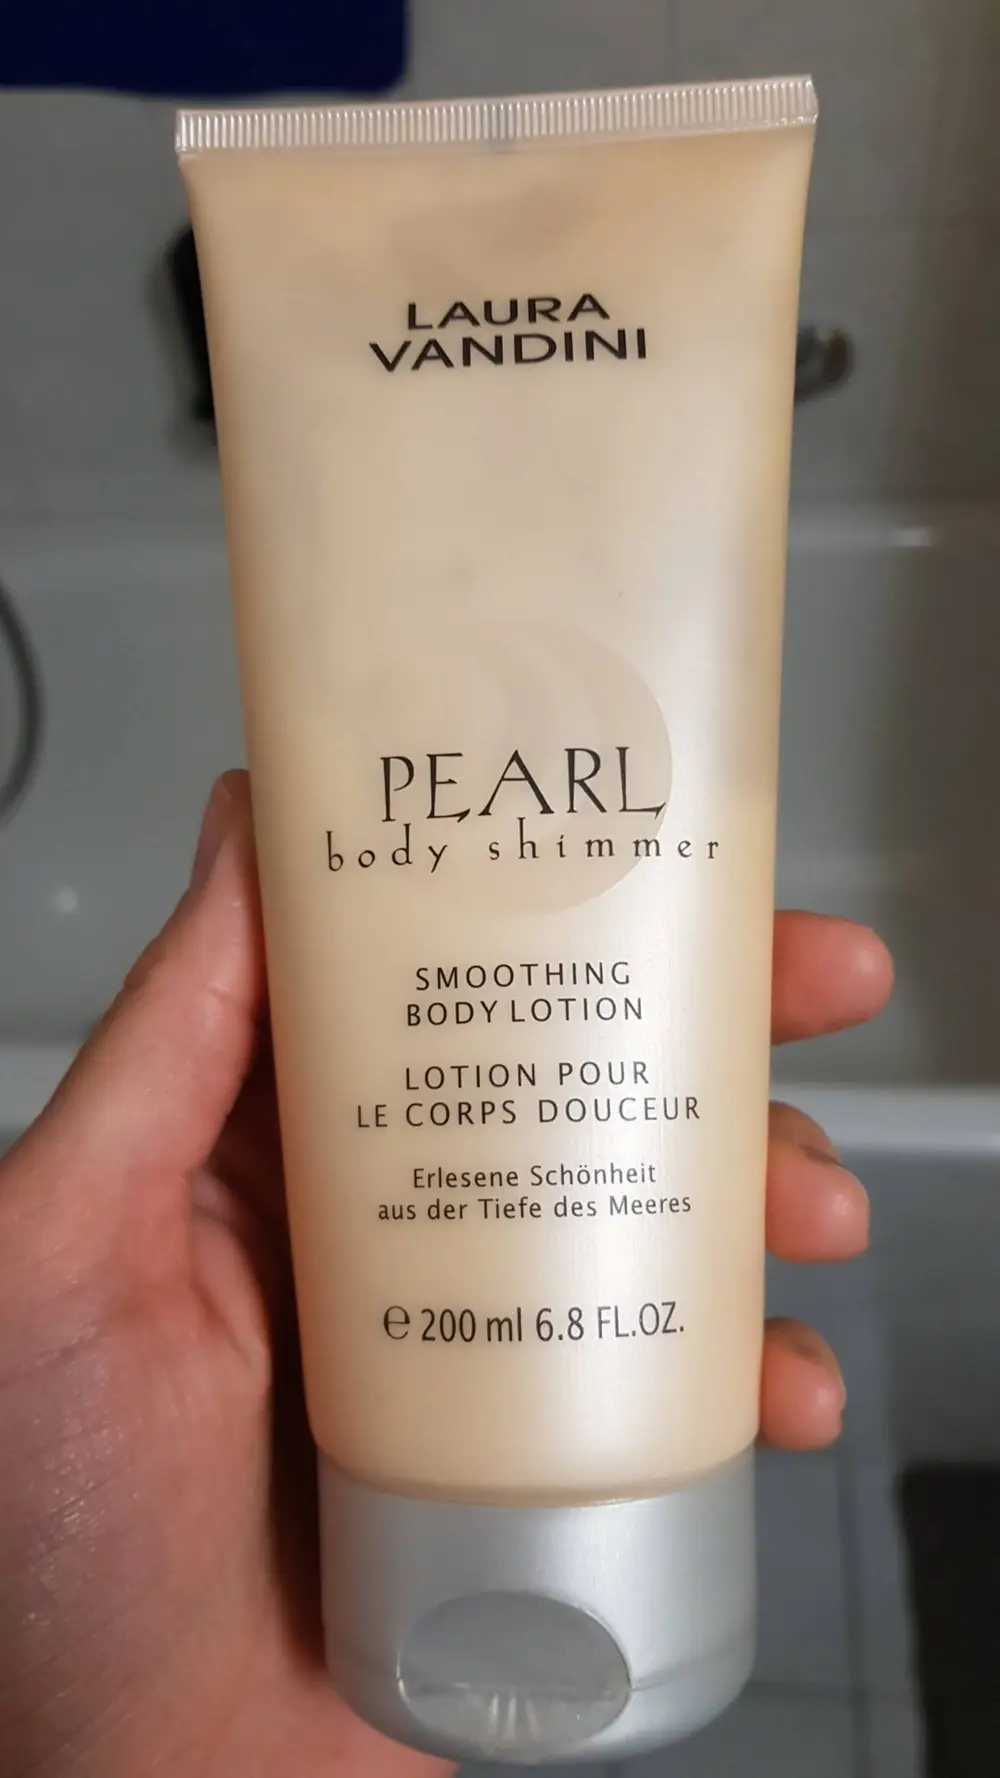 LAURA
VANDINI
PEARL
body shimmer
SMOOTHING
BODY LOTION
LOTION POUR
LE CORPS DOUCEUR
Erlesene Schönheit
aus der Tiefe des Meeres
℮ 200 ml 6.8 FL.OZ.